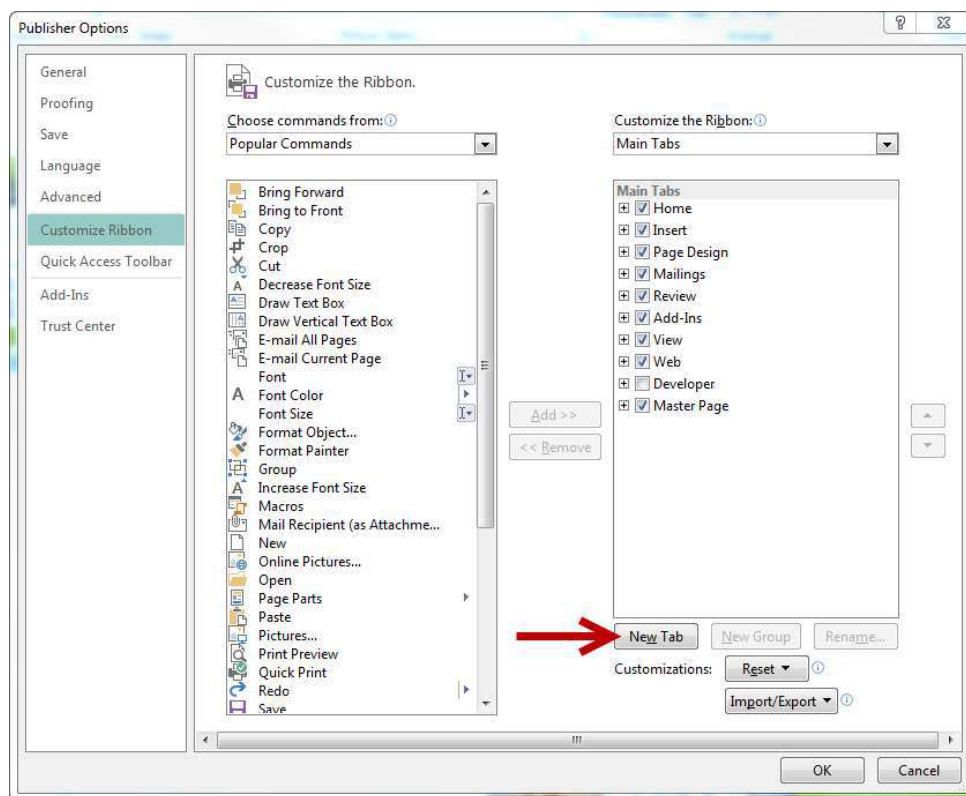 Publisher Options
General
Proofing
Save
Language
Advanced
Customize Ribbon
Quick Access Toolbar
Add-Ins
Trust Center
Customize the Ribbon.
Choose commands from:
Popular Commands
Bring Forward
Bring to Front
Copy
Crop
Cut
Decrease Font Size
Draw Text Box
Draw Vertical Text Box
E-mail All Pages
E-mail Current Page
Font
Font Color
Font Size
Format Object...
Format Painter
Group
Increase Font Size
Macros
Mail Recipient (as Attachme...
New
Online Pictures...
Open
Page Parts
Paste
Pictures...
Print Preview
Quick Print
Redo
Save
Add >>
<< Remove
Customize the Ribbon:
Main Tabs
Main Tabs
Home
Insert
Page Design
Mailings
Review
Add-Ins
View
Web
Developer
Master Page
New Tab New Group Rename...
Customizations: Reset
Import/Export
OK Cancel